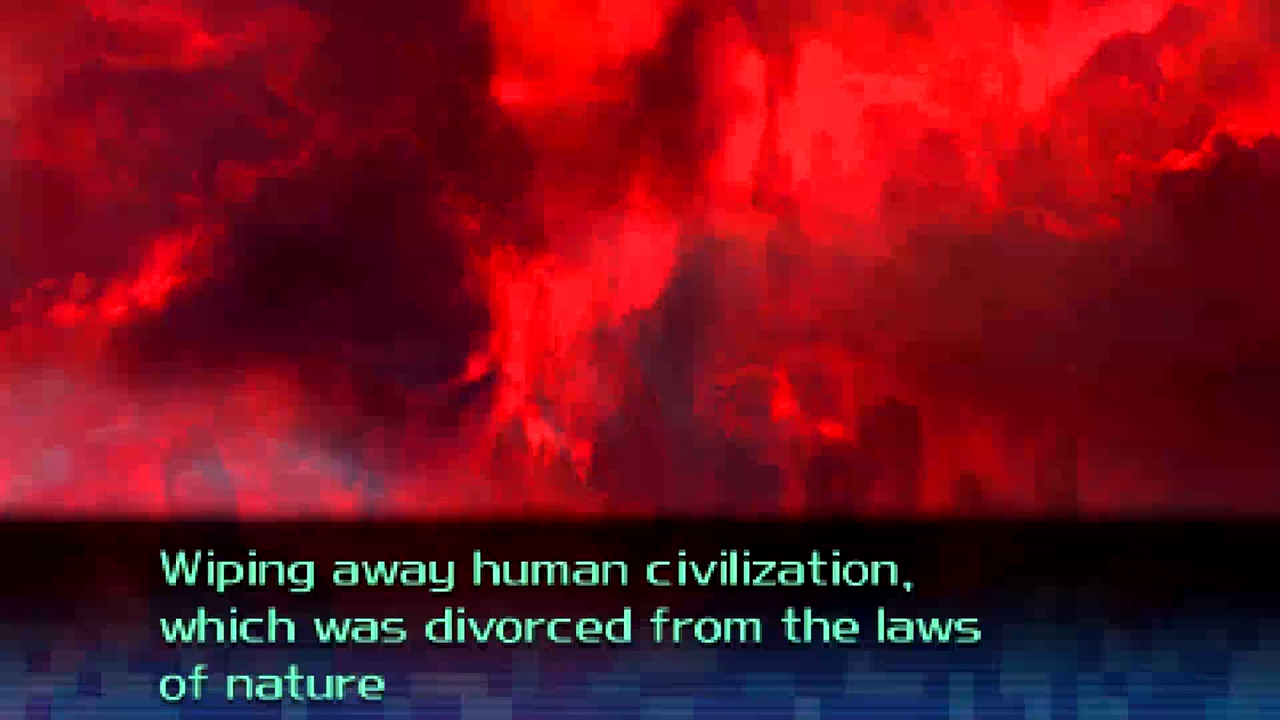 Wiping away human civilization,
which was divorced from the laws
of nature